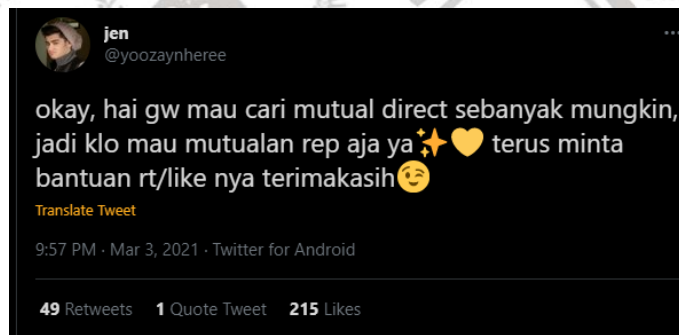 jen
@yoozaynheree
okay, hai gw mau cari mutual direct sebanyak mungkin,
jadi klo mau mutualan rep aja ya✨💛 terus minta
bantuan rt/like nya terimakasih😉
Translate Tweet
9:57 PM · Mar 3, 2021 · Twitter for Android
49 Retweets 1 Quote Tweet 215 Likes